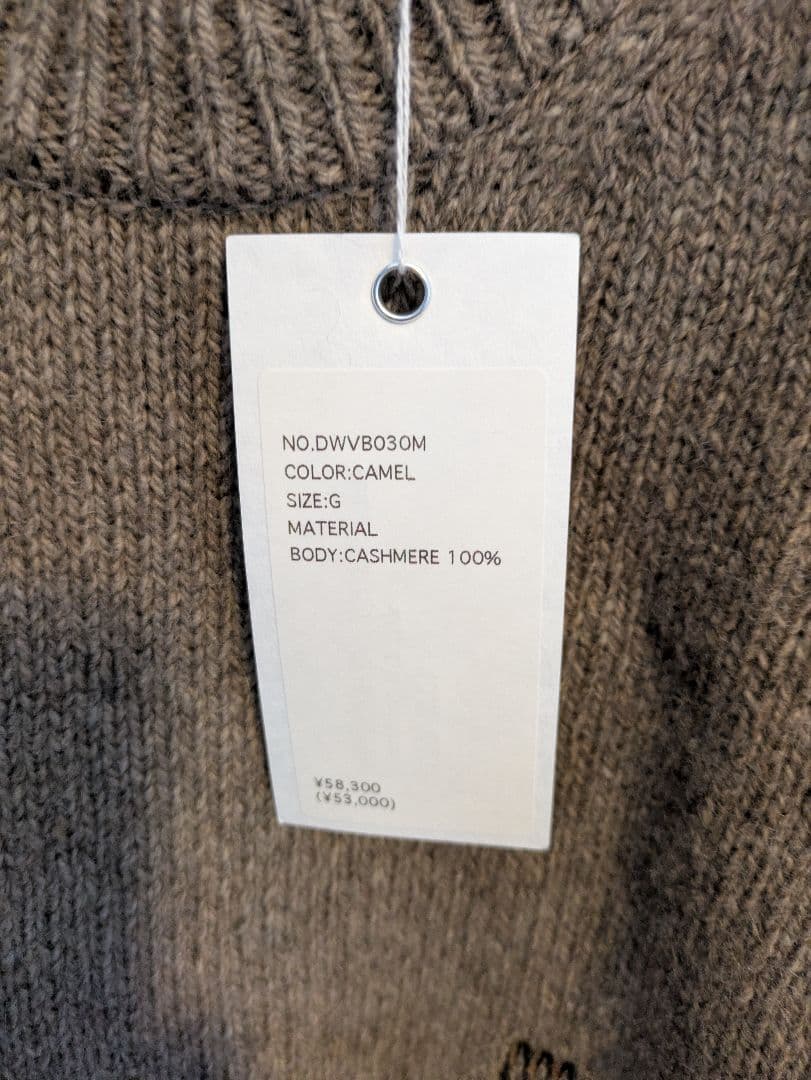 NO.DWVB030M
COLOR:CAMEL
SIZE:G
MATERIAL
BODY:CASHMERE 100%
¥58,300
(¥53,000)